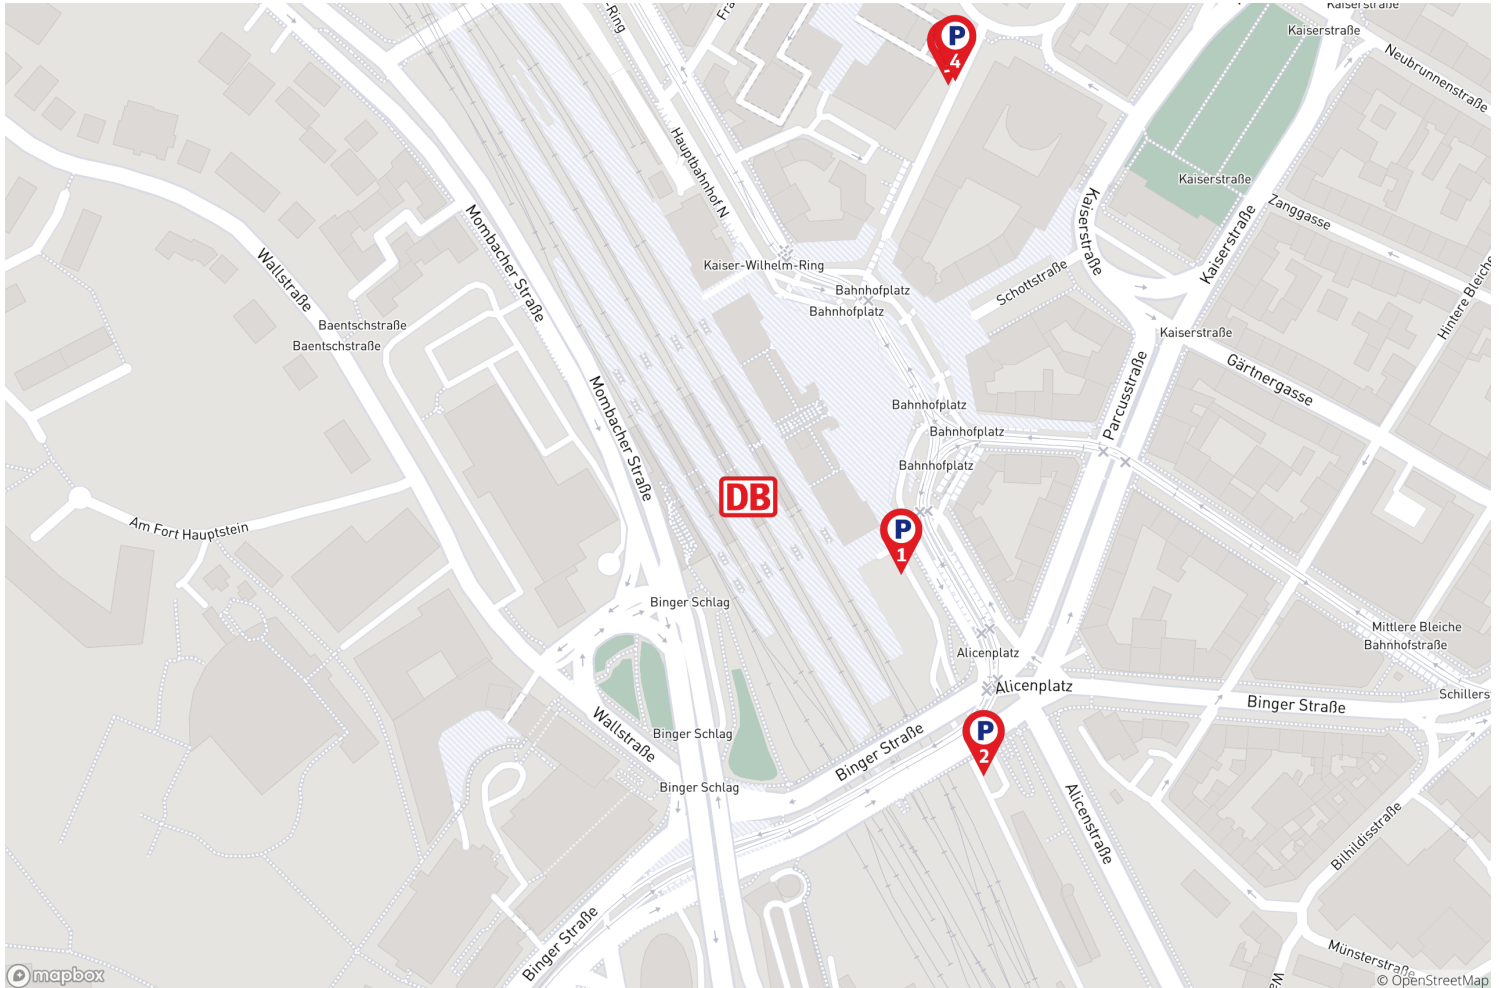 Kaiserstraße
Kaiserstraße
Neubrunnenstraße
-Ring
Fra
P
4
Hauptbahnhof N
Kaiserstraße
Kaiserstraße
Zanggasse
Kaiserstraße
Mombacher Straße
Wallstraße
Kaiser-Wilhelm-Ring
Bahnhofplatz
Bahnhofplatz
Schottstraße
Hintere Bleiche
Baentschstraße
Baentschstraße
Kaiserstraße
Gärtnergasse
Parcusstraße
Mombacher Straße
Bahnhofplatz
Bahnhofplatz
Bahnhofplatz
DB
Am Fort Hauptstein
P
1
Binger Schlag
Mittlere Bleiche
Bahnhofstraße
Alicenplatz
Alicenplatz
Schillers
Binger Straße
P
2
Wallstraße
Binger Schlag
Binger Straße
Binger Schlag
Alicenstraße
Bilhildisstraße
Binger Straße
Münsterstraße
Wa
mapbox
© OpenStreetMap